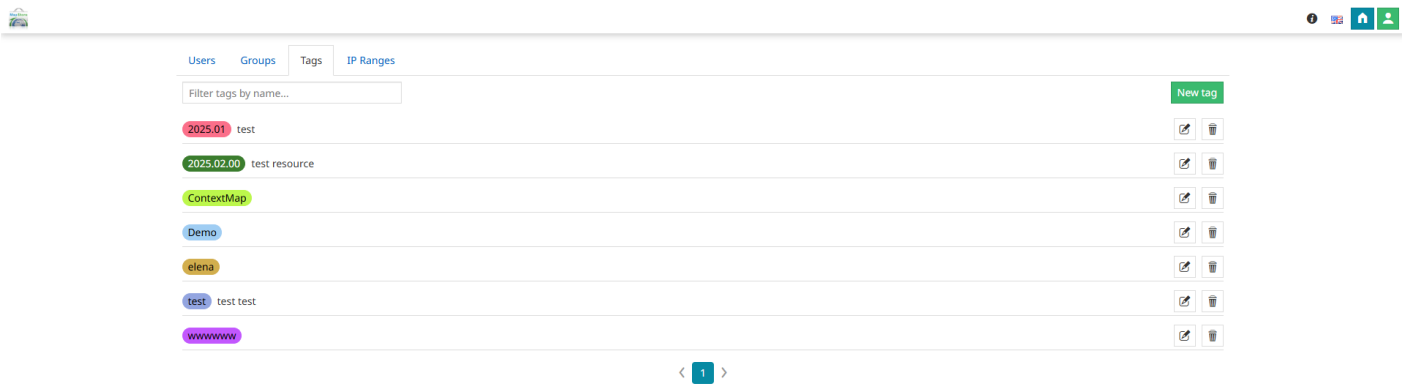 Users Groups Tags IP Ranges
Filter tags by name...
New tag
2025.01 test
2025.02.00 test resource
ContextMap
Demo
elena
test test test
wwwwww
1